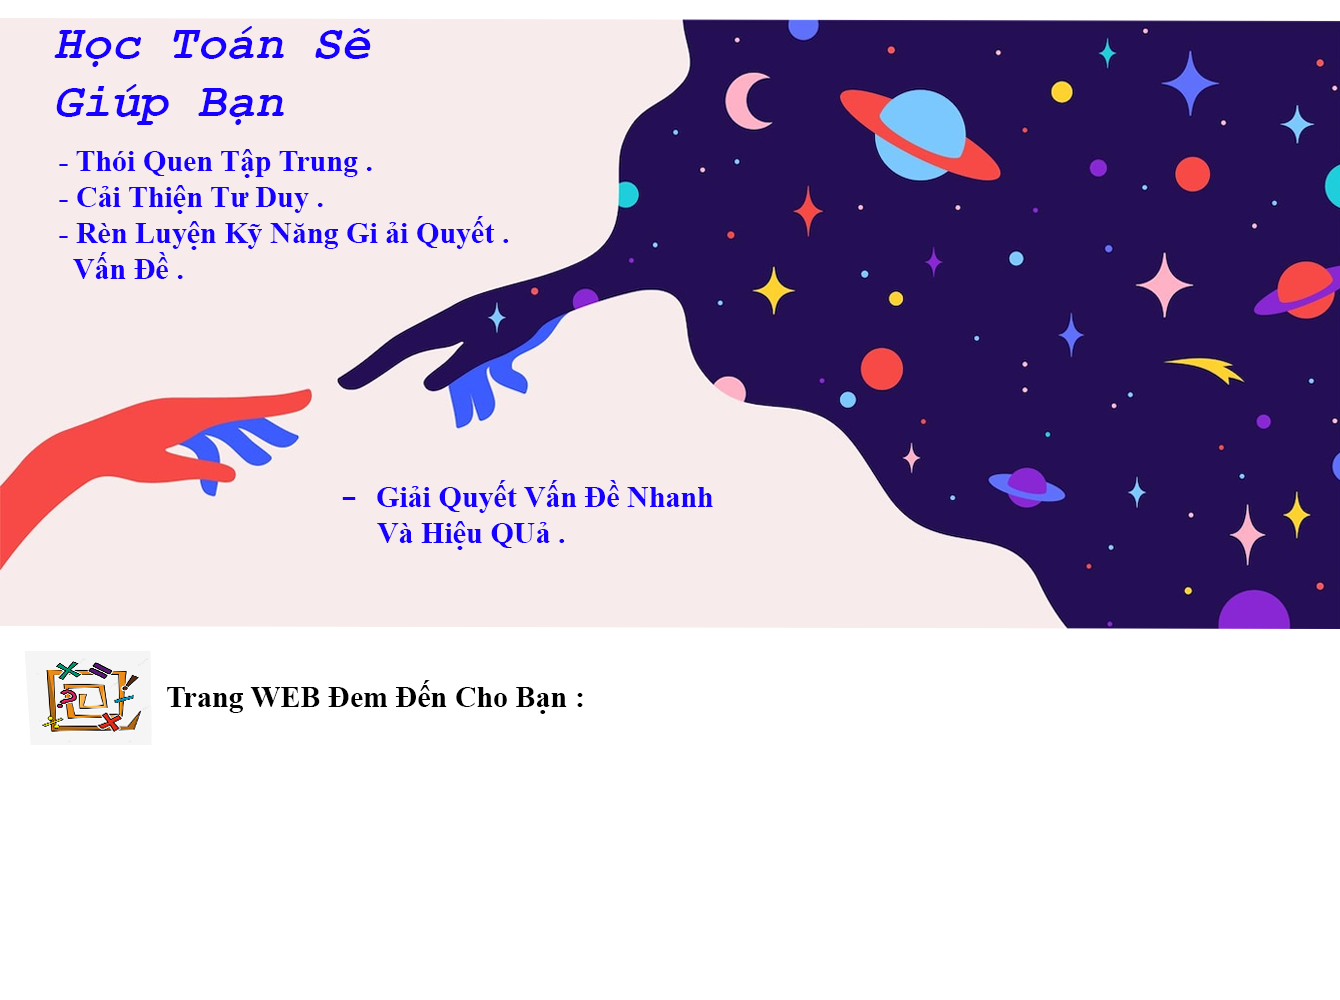 Học Toán Sẽ
Giúp Bạn
- Thói Quen Tập Trung .
- Cải Thiện Tư Duy .
- Rèn Luyện Kỹ Năng Gi ải Quyết .
Vấn Đề .
- Giải Quyết Vấn Đề Nhanh
Và Hiệu QUả .
Trang WEB Đem Đến Cho Bạn :